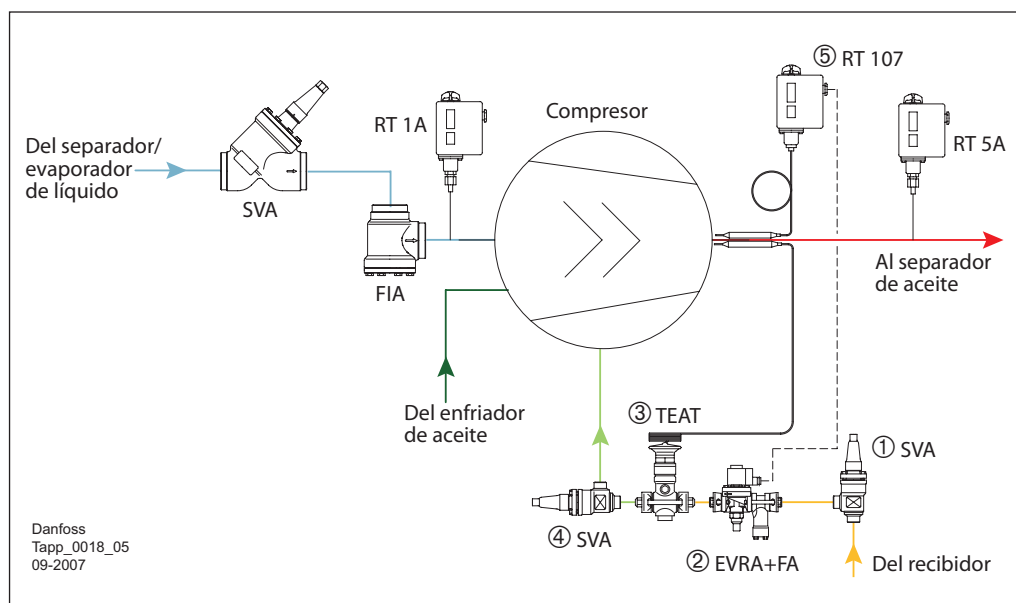 ⑤ RT 107
Compresor
RT 1A
RT 5A
Del separador/
evaporador
de líquido
SVA
FIA
Al separador
de aceite
Del enfriador
de aceite
③ TEAT
① SVA
④ SVA
② EVRA+FA
Del recibidor
Danfoss
Tapp_0018_05
09-2007